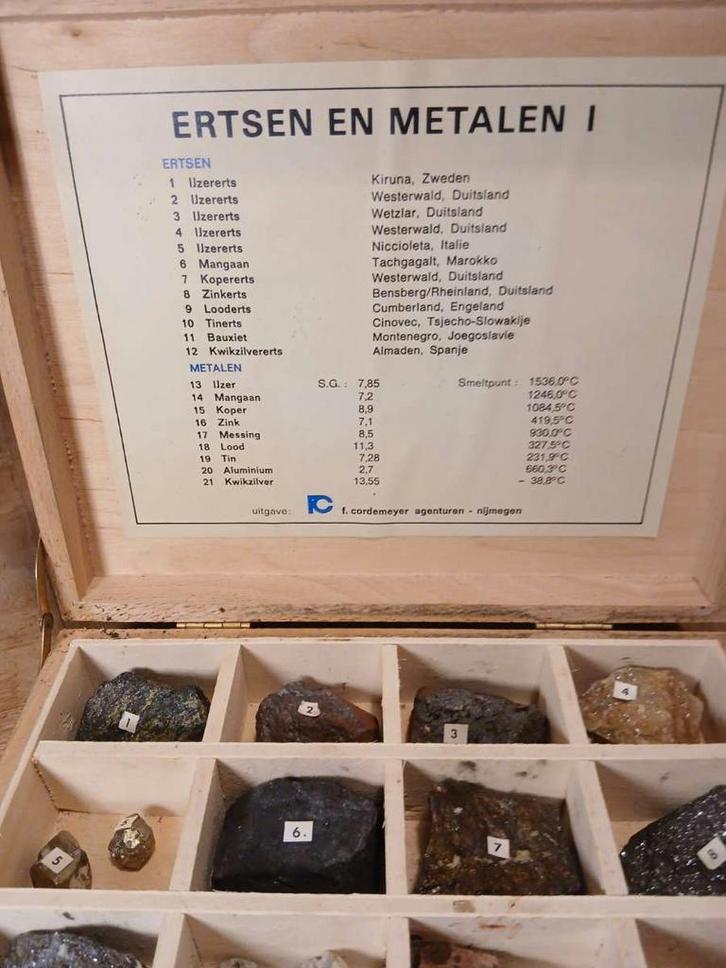 ERTSEN EN METALEN I
ERTSEN
1 IJzererts Kiruna, Zweden
2 IJzererts Westerwald, Duitsland
3 IJzererts Wetzlar, Duitsland
4 IJzererts Westerwald, Duitsland
5 IJzererts Niccioleta, Italie
6 Mangaan Tachgagalt, Marokko
7 Kopererts Westerwald, Duitsland
8 Zinkerts Bensberg/Rheinland, Duitsland
9 Looderts Cumberland, Engeland
10 Tinerts Cinovec, Tsjecho-Slowakije
11 Bauxiet Montenegro, Joegoslavie
12 Kwikzilvererts Almaden, Spanje
METALEN
13 IJzer S.G.: 7,85 Smeltpunt: 1536,0°C
14 Mangaan 7,2 1246,0°C
15 Koper 8,9 1084,5°C
16 Zink 7,1 419,5°C
17 Messing 8,5 930,0°C
18 Lood 11,3 327,5°C
19 Tin 7,28 231,9°C
20 Aluminium 2,7 660,3°C
21 Kwikzilver 13,55 - 38,8°C
uitgave: FC f. cordemeyer agenturen - nijmegen
1 2 3 4
5 6. 7 8